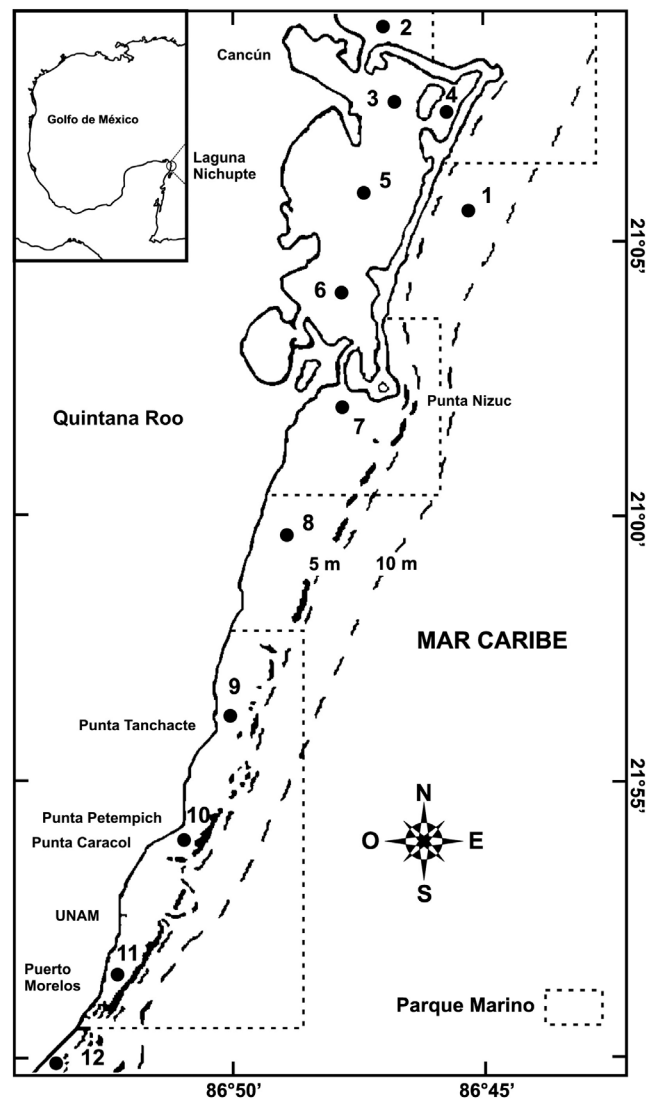 2
Cancún
3
4
Golfo de México
Laguna
Nichupte
5
1
21°05’
6
Punta Nizuc
Quintana Roo
7
21°00’
8
5 m
10 m
MAR CARIBE
9
Punta Tanchacte
21°55’
N
Punta Petempich
10
O
E
Punta Caracol
S
UNAM
11
Puerto
Morelos
Parque Marino
12
86°50’
86°45’